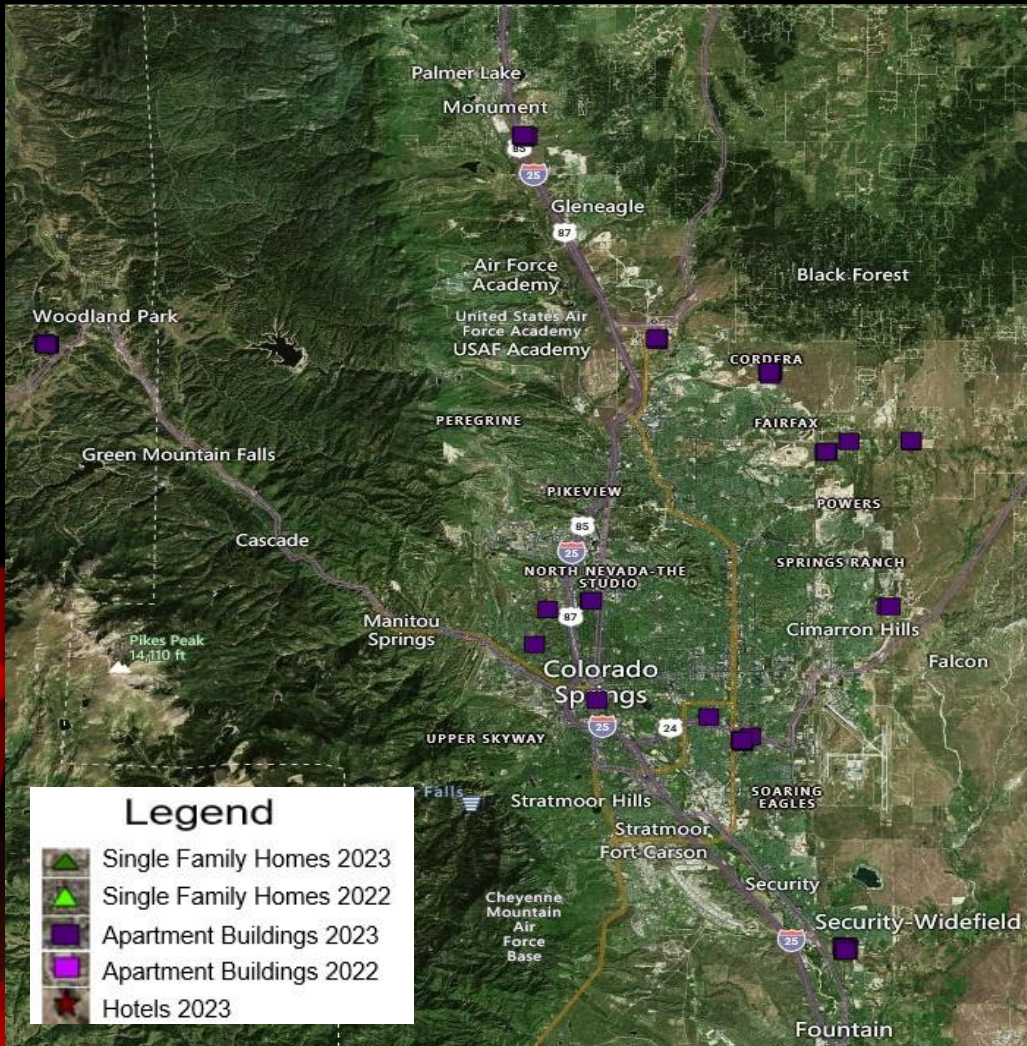 Palmer Lake
Monument
85
25
Gleneagle
87
Air Force
Academy
Black Forest
Woodland Park
United States Air
Force Academy
USAF Academy
CORDERA
PEREGRINE
FAIRFAX
Green Mountain Falls
PIKEVIEW
POWERS
85
Cascade
25
NORTH NEVADA-THE
STUDIO
SPRINGS RANCH
87
Manitou
Springs
Cimarron Hills
Pikes Peak
14,110 ft
Falcon
Colorado
Springs
25
24
UPPER SKYWAY
Falls
Stratmoor Hills
SOARING
EAGLES
Stratmoor
Fort-Carson
Security
Cheyenne
Mountain
Air
Force
Base
Security-Widefield
25
Fountain
Legend
Single Family Homes 2023
Single Family Homes 2022
Apartment Buildings 2023
Apartment Buildings 2022
Hotels 2023